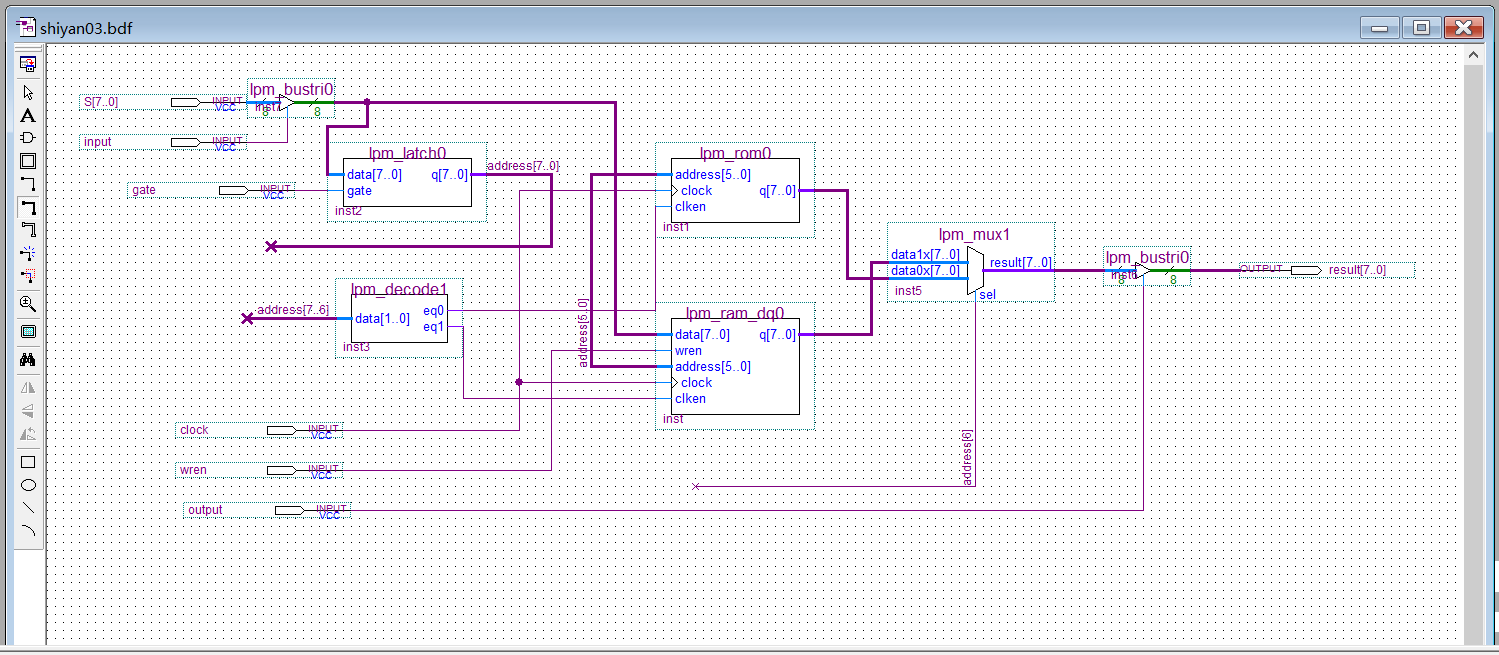 shiyan03.bdf
S[7..0]
INPUT
VCC
lpm_bustri0
8
8
input
INPUT
VCC
gate
INPUT
VCC
lpm_latch0
data[7..0]
q[7..0]
gate
inst2
address[7..0]
lpm_rom0
address[5..0]
clock
q[7..0]
clken
inst1
lpm_mux1
data1x[7..0]
data0x[7..0]
result[7..0]
inst5
sel
lpm_bustri0
inst6
8
8
OUTPUT
result[7..0]
address[7..6]
lpm_decode1
eq0
data[1..0]
eq1
inst3
address[5..0]
lpm_ram_dq0
data[7..0]
q[7..0]
wren
address[5..0]
clock
clken
inst
address[6]
clock
INPUT
VCC
wren
INPUT
VCC
output
INPUT
VCC